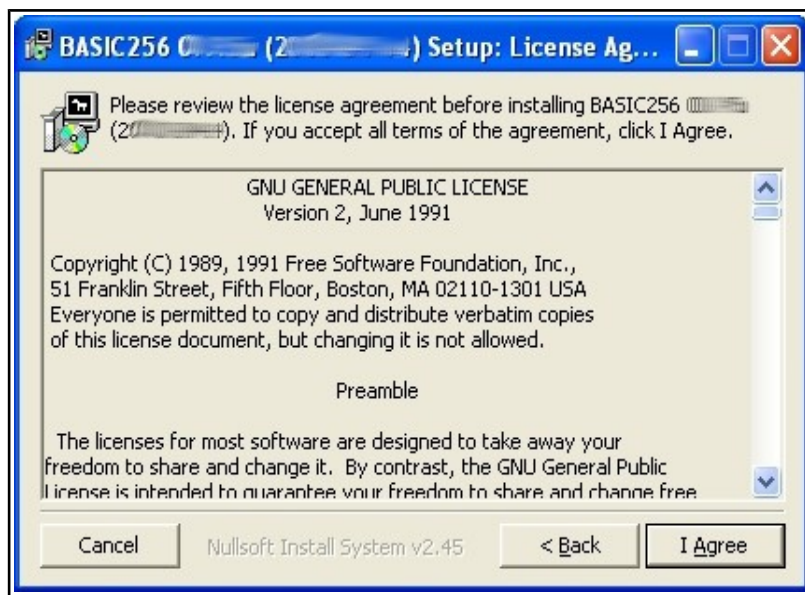 BASIC256 (2 ) Setup: License Ag...
Please review the license agreement before installing BASIC256
(2 ). If you accept all terms of the agreement, click I Agree.
GNU GENERAL PUBLIC LICENSE
Version 2, June 1991
Copyright (C) 1989, 1991 Free Software Foundation, Inc.,
51 Franklin Street, Fifth Floor, Boston, MA 02110-1301 USA
Everyone is permitted to copy and distribute verbatim copies
of this license document, but changing it is not allowed.
Preamble
The licenses for most software are designed to take away your
freedom to share and change it.  By contrast, the GNU General Public
License is intended to guarantee your freedom to share and change free
Cancel
Nullsoft Install System v2.45
< Back
I Agree